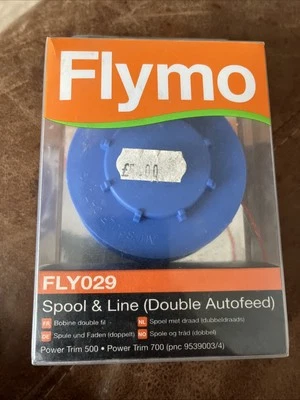 Flymo
£5.00
FLY029
Spool & Line (Double Autofeed)
FR Bobine double fil
NL Spoel met draad (dubbeldraads)
DE Spule und Faden (doppelt)
NO Spole og tråd (dobbel)
Power Trim 500 • Power Trim 700 (pnc 9539003/4)